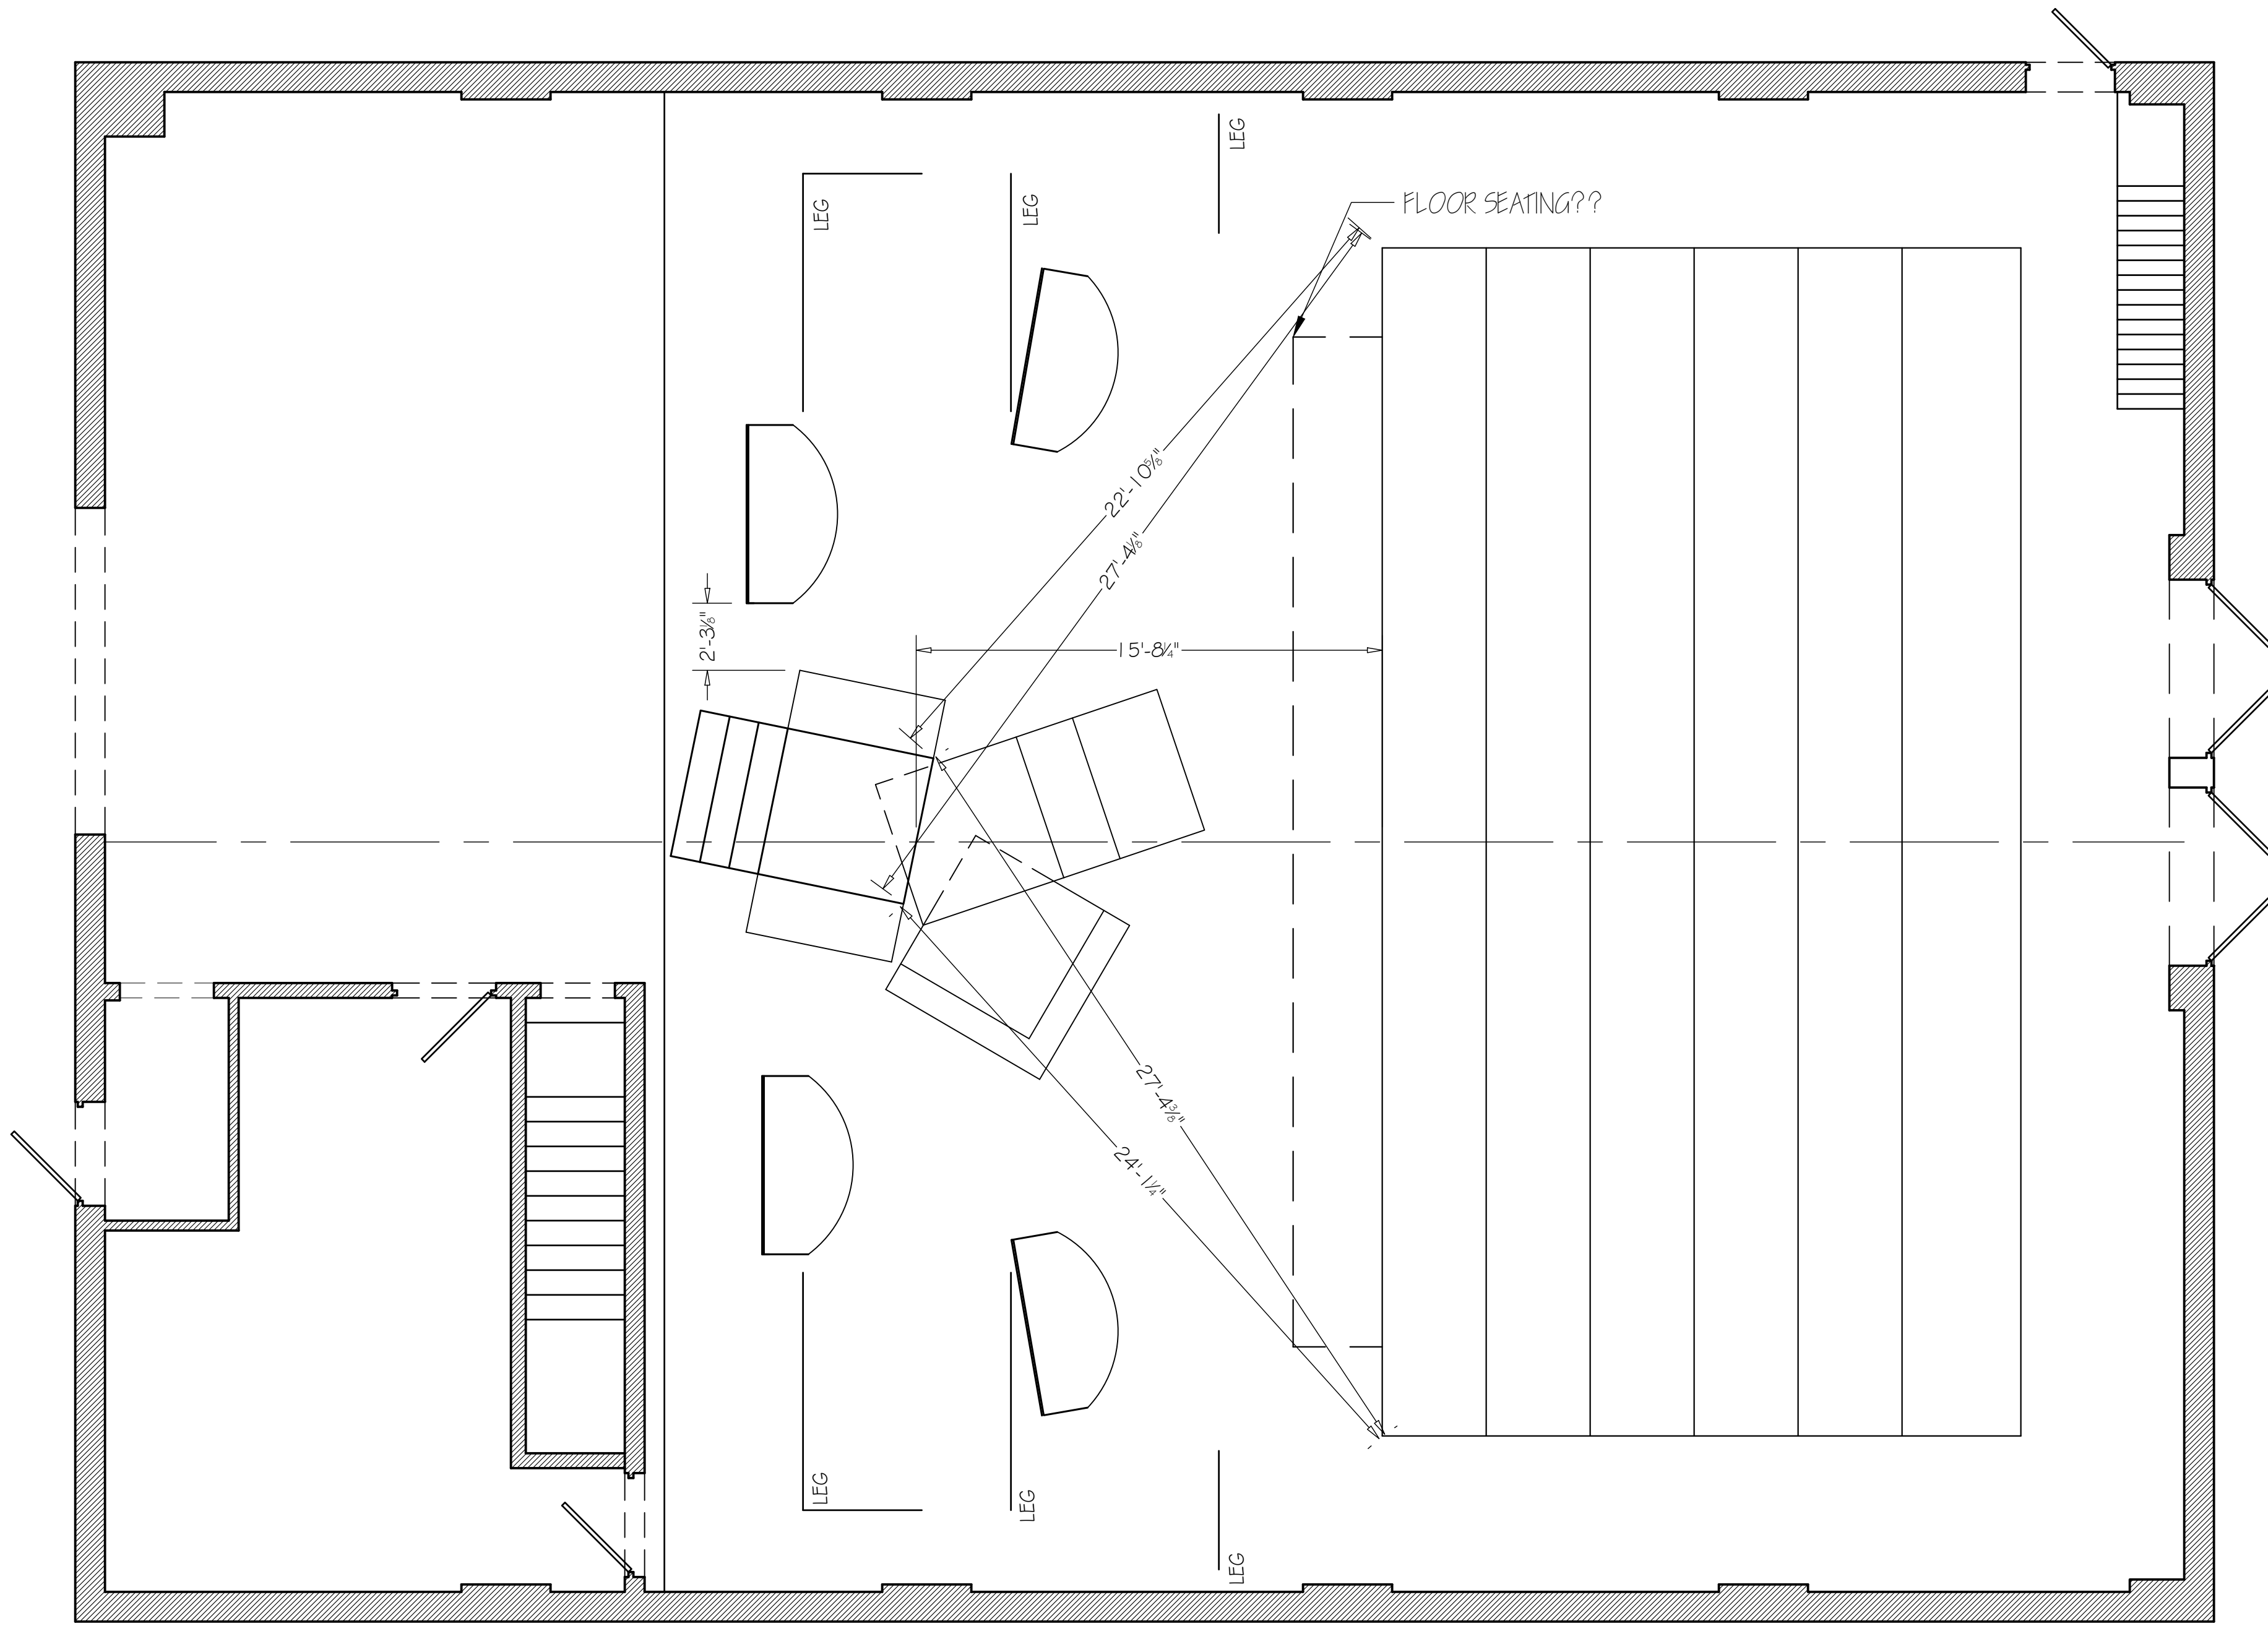 LEG
LEG
LEG
FLOOR SEATING??
22'-10⅝"
27'-4⅛"
2'-3⅛"
15'-8¼"
27'-4⅜"
24'-1¼"
LEG
LEG
LEG